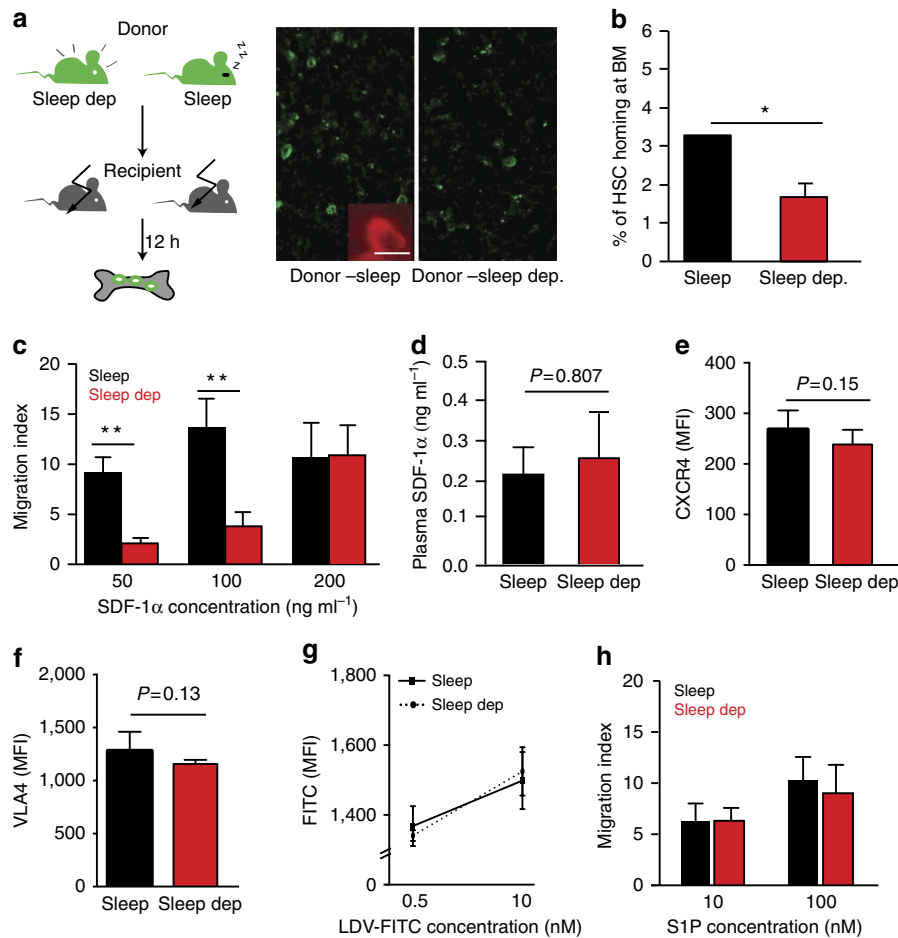 a
Donor
z z z
Sleep dep
Sleep
Recipient
12 h
Donor –sleep
Donor –sleep dep.
b
% of HSC homing at BM
6
5
3
2
0
*
Sleep
Sleep dep.
c
Migration index
20
15
10
5
0
Sleep
Sleep dep
**
**
50
100
200
SDF-1α concentration (ng ml⁻¹)
d
Plasma SDF-1α (ng ml⁻¹)
0.5
0.4
0.3
0.2
0.1
0.0
P=0.807
Sleep
Sleep dep
e
CXCR4 (MFI)
400
300
200
100
0
P=0.15
Sleep
Sleep dep
f
VLA4 (MFI)
2,000
1,500
1,000
500
0
P=0.13
Sleep
Sleep dep
g
FITC (MFI)
1,800
1,600
1,400
0
Sleep
Sleep dep
0.5
10
LDV-FITC concentration (nM)
h
Migration index
20
15
10
5
0
Sleep
Sleep dep
10
100
S1P concentration (nM)